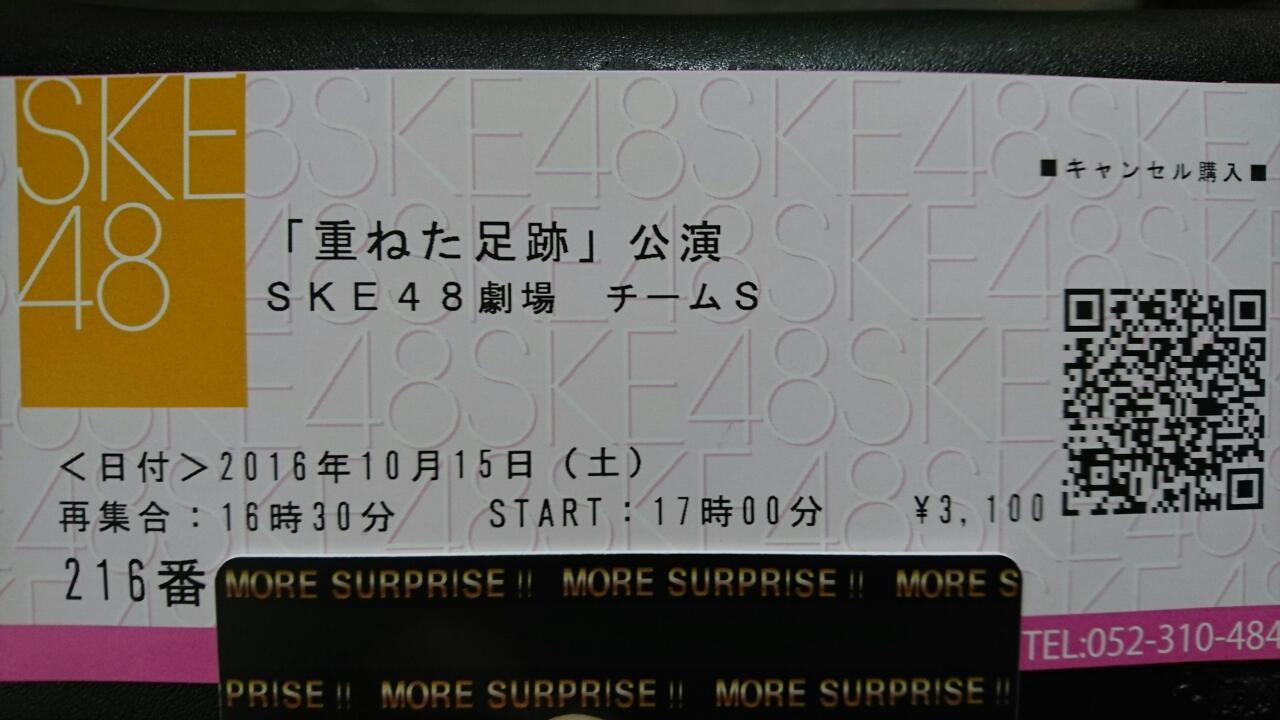 SKE
48
■キャンセル購入■
「重ねた足跡」公演
ＳＫＥ４８劇場　チームＳ
＜日付＞2016年10月15日（土）
再集合：16時30分 START：17時00分 ¥3,100
216番
MORE SURPRISE !! MORE SURPRISE !! MORE S
TEL:052-310-484
PRISE !! MORE SURPRISE !! MORE SURPRISE !!